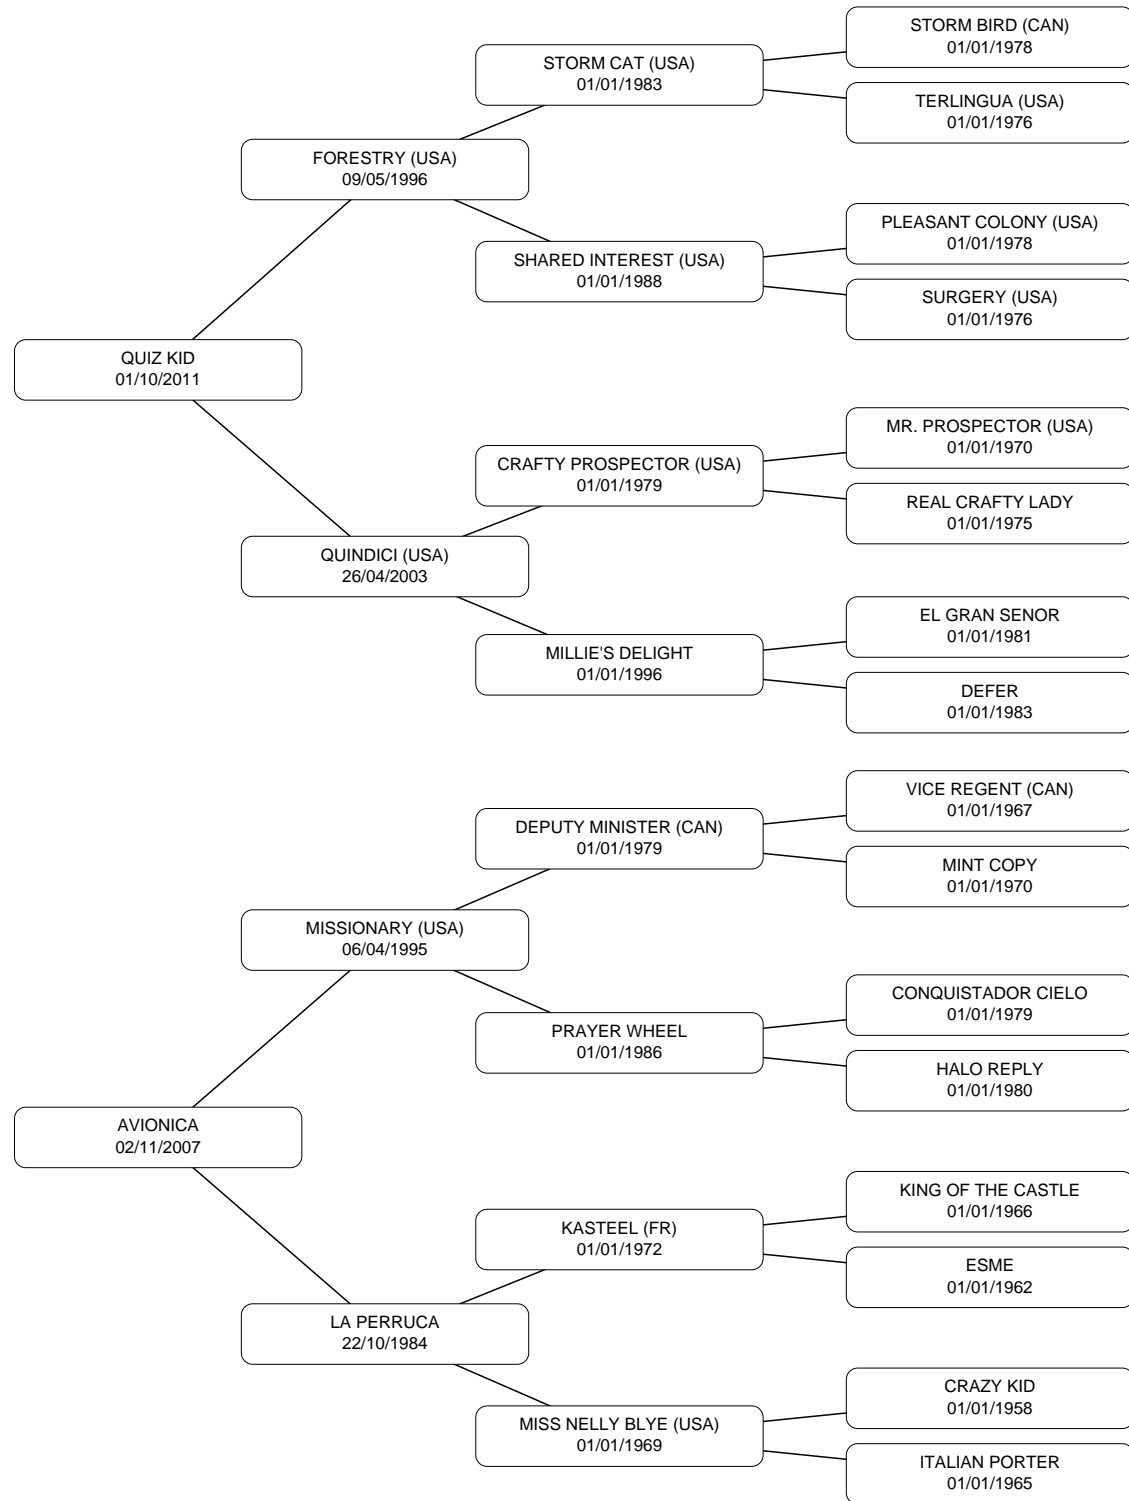 STORM BIRD (CAN)
01/01/1978
STORM CAT (USA)
01/01/1983
TERLINGUA (USA)
01/01/1976
FORESTRY (USA)
09/05/1996
PLEASANT COLONY (USA)
01/01/1978
SHARED INTEREST (USA)
01/01/1988
SURGERY (USA)
01/01/1976
QUIZ KID
01/10/2011
MR. PROSPECTOR (USA)
01/01/1970
CRAFTY PROSPECTOR (USA)
01/01/1979
REAL CRAFTY LADY
01/01/1975
QUINDICI (USA)
26/04/2003
EL GRAN SENOR
01/01/1981
MILLIE'S DELIGHT
01/01/1996
DEFER
01/01/1983
VICE REGENT (CAN)
01/01/1967
DEPUTY MINISTER (CAN)
01/01/1979
MINT COPY
01/01/1970
MISSIONARY (USA)
06/04/1995
CONQUISTADOR CIELO
01/01/1979
PRAYER WHEEL
01/01/1986
HALO REPLY
01/01/1980
AVIONICA
02/11/2007
KING OF THE CASTLE
01/01/1966
KASTEEL (FR)
01/01/1972
ESME
01/01/1962
LA PERRUCA
22/10/1984
CRAZY KID
01/01/1958
MISS NELLY BLYE (USA)
01/01/1969
ITALIAN PORTER
01/01/1965